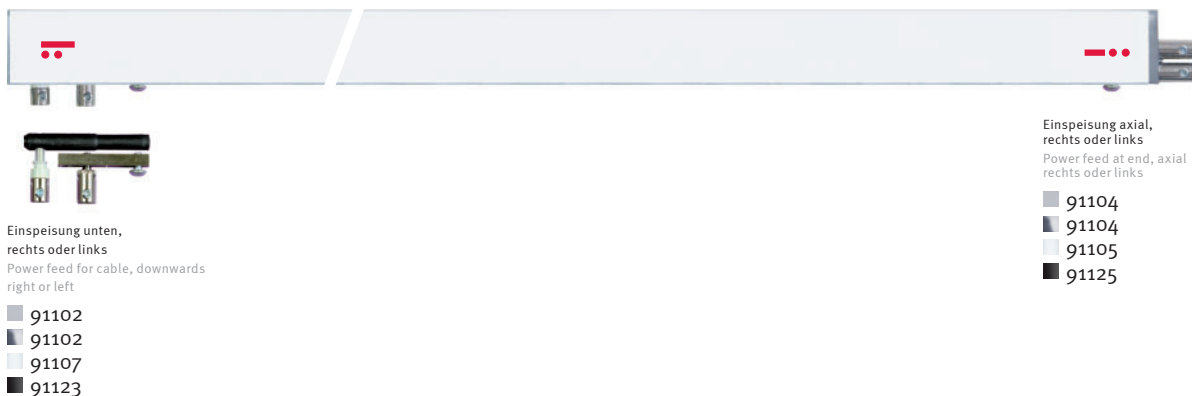 Einspeisung axial,
rechts oder links
Power feed at end, axial
rechts oder links
91104
91104
91105
91125
Einspeisung unten,
rechts oder links
Power feed for cable, downwards
right or left
91102
91102
91107
91123